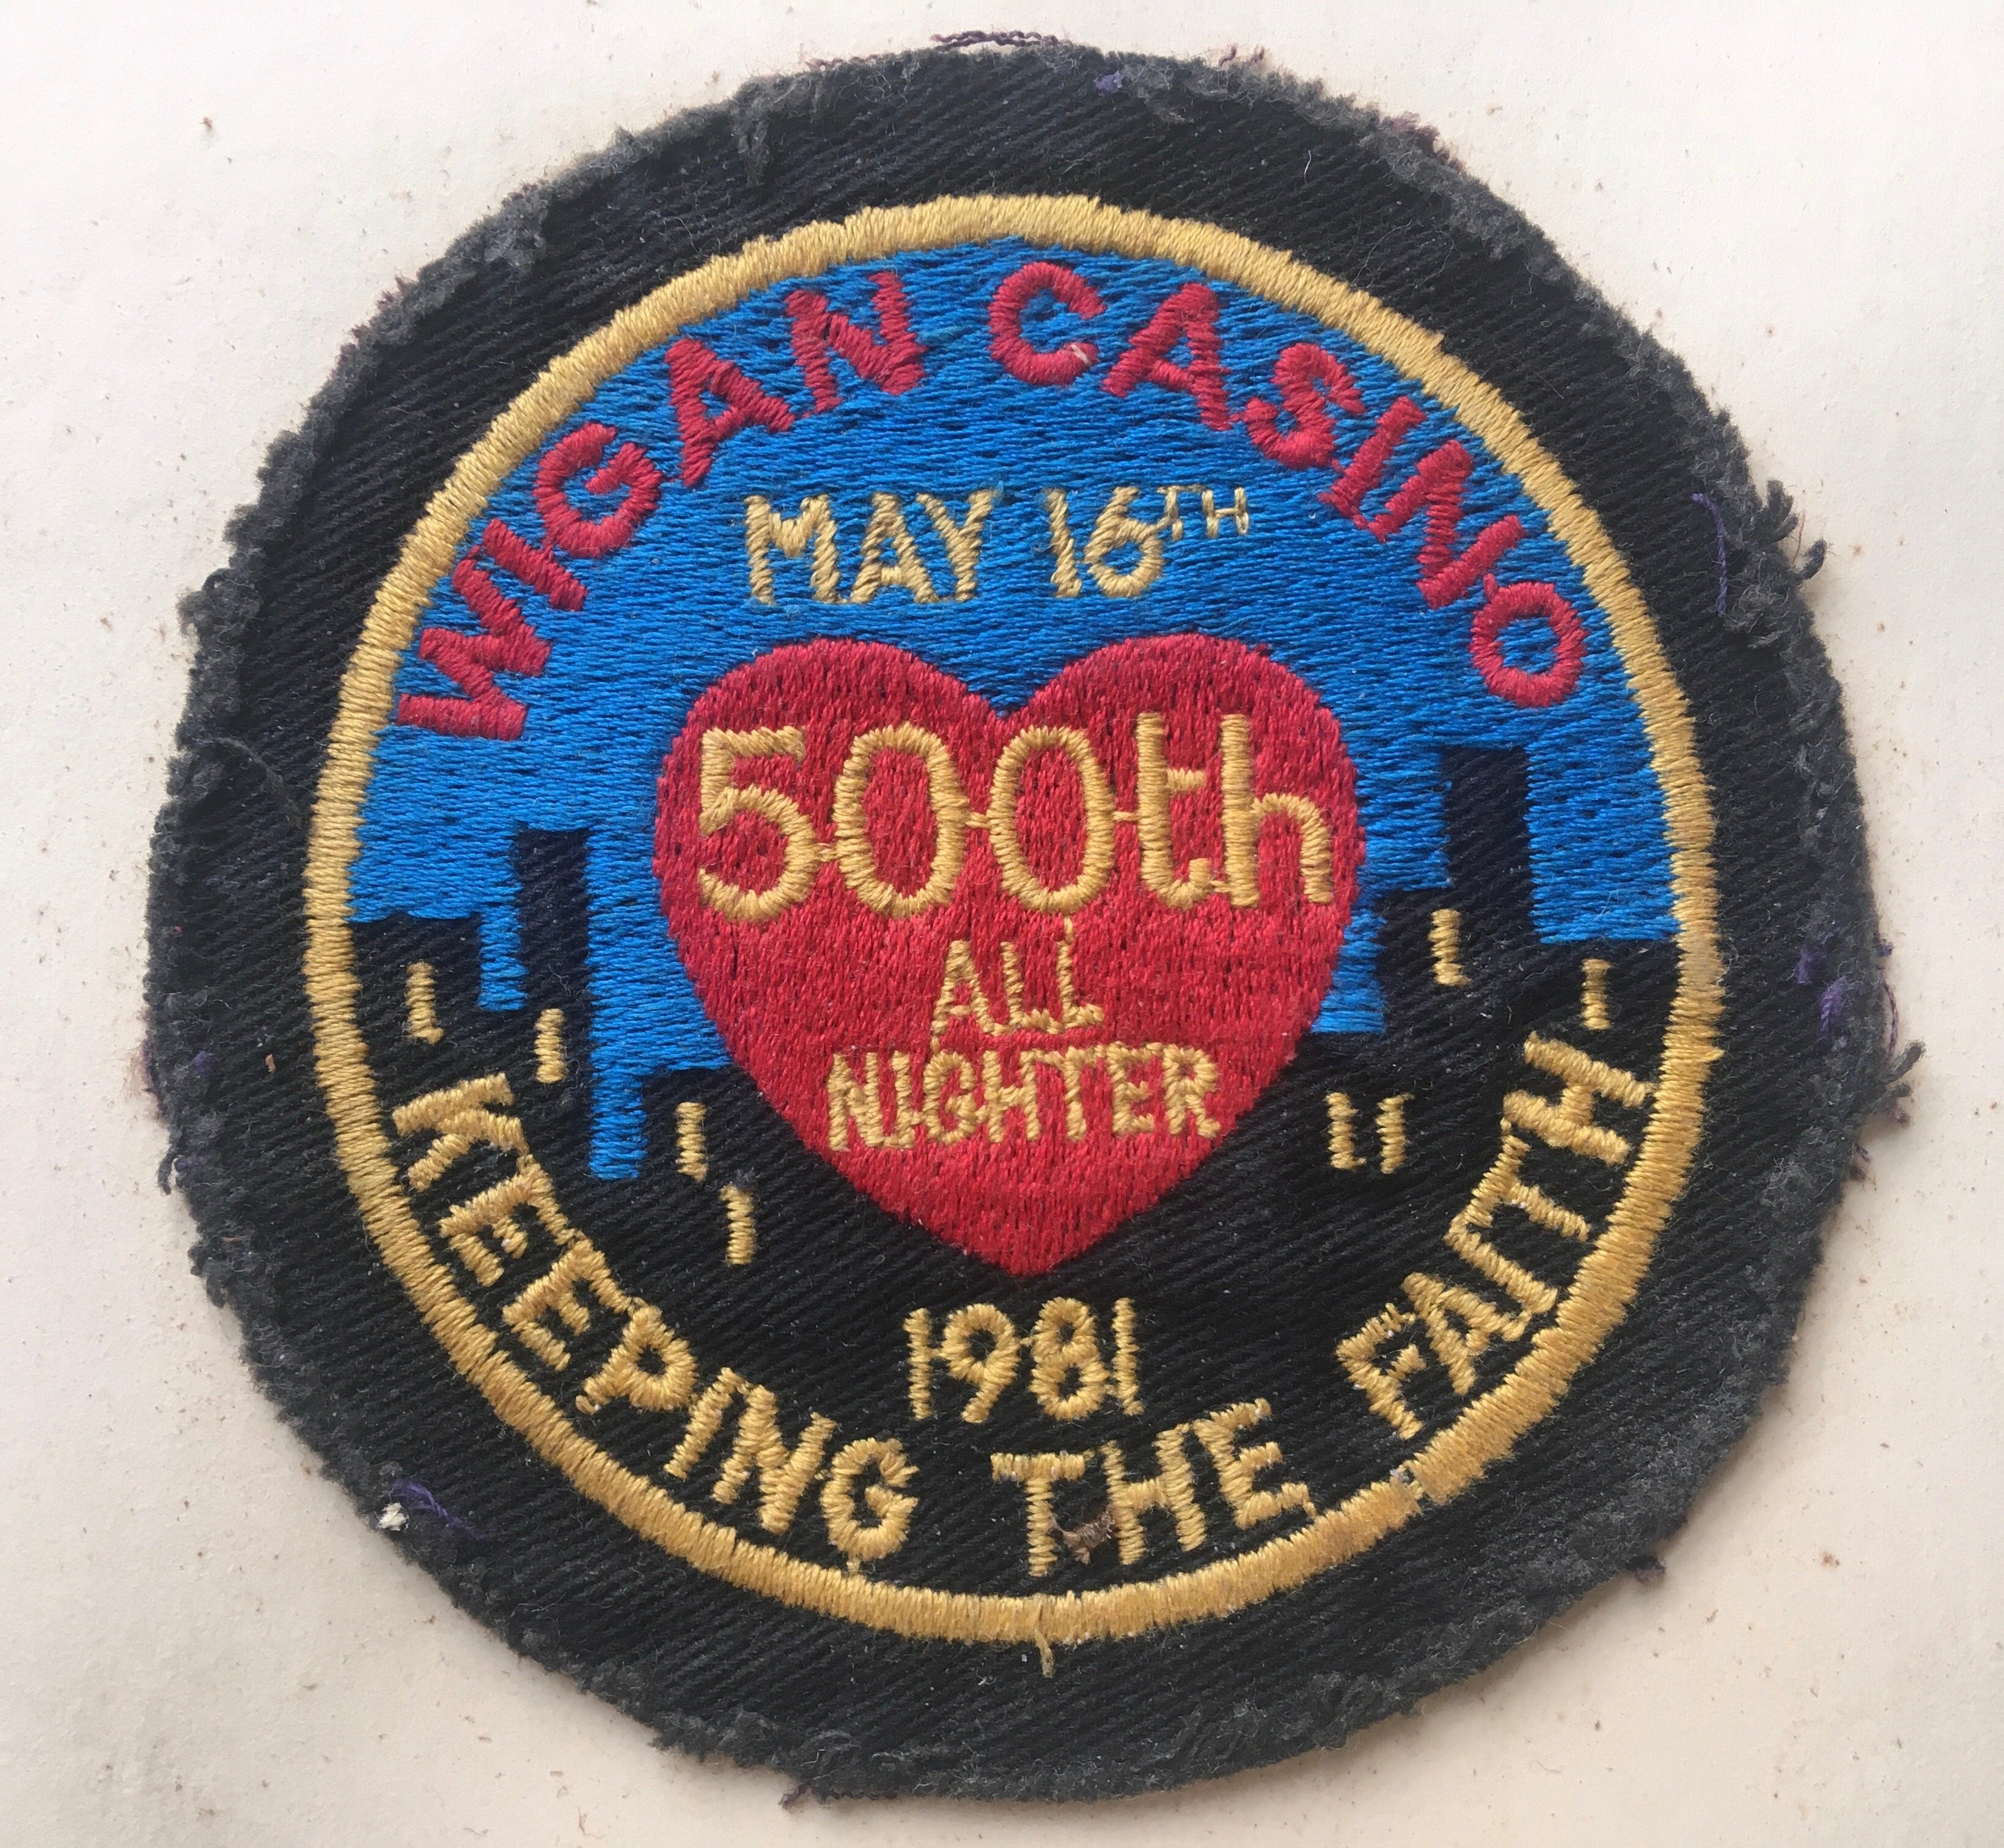 WIGAN CASINO
MAY 16TH
500th
ALL
NIGHTER
1981
KEEPING THE FAITH